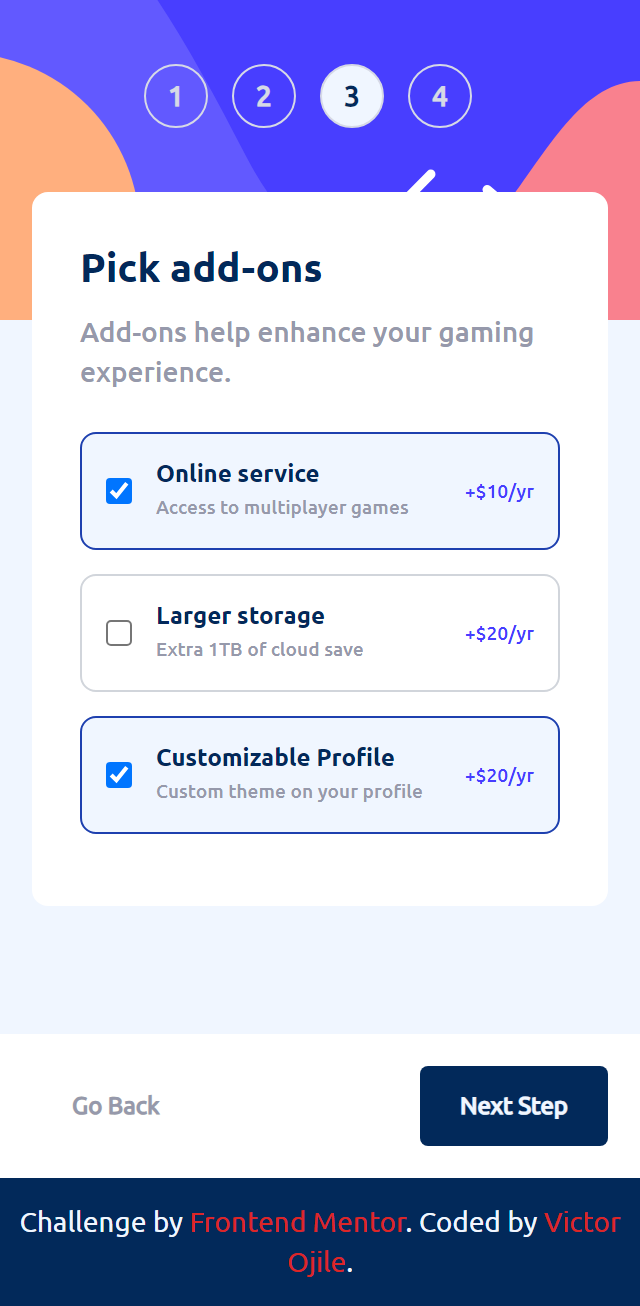 1 2 3 4
Pick add-ons
Add-ons help enhance your gaming
experience.
Online service
Access to multiplayer games
+$10/yr
Larger storage
Extra 1TB of cloud save
+$20/yr
Customizable Profile
Custom theme on your profile
+$20/yr
Go Back
Next Step
Challenge by Frontend Mentor. Coded by Victor
Ojile.